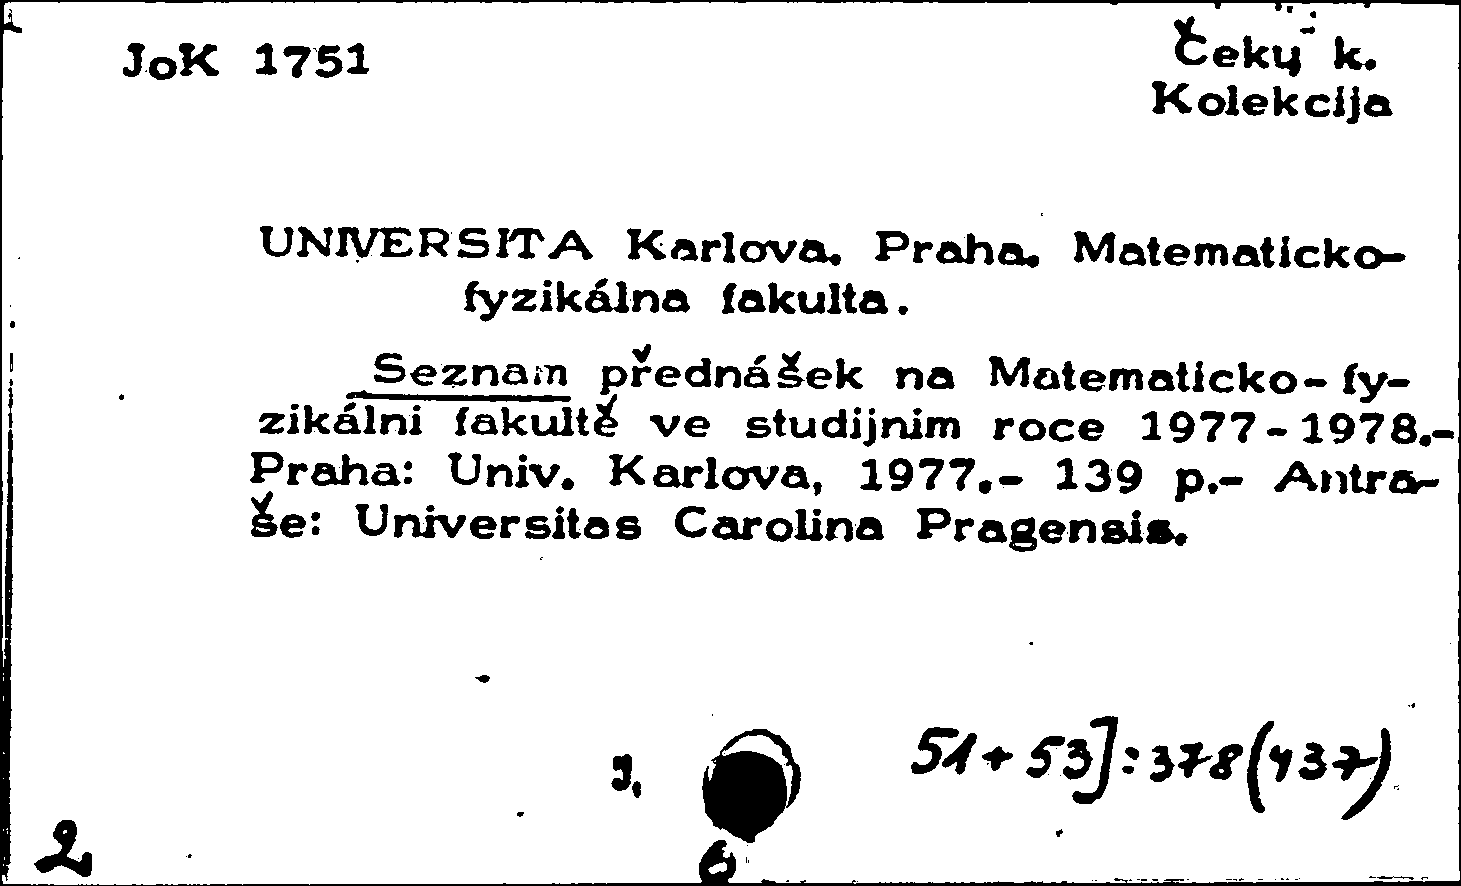 JoK 1751
Čekų k.
Kolekcija
UNIVERSITA Karlova. Praha. Matematicko-
fyzikálna fakulta.
Seznam přednášek na Matematicko-fy-
zikálni fakultě ve studijnim roce 1977-1978.-
Praha: Univ. Karlova, 1977.- 139 p.- Antra-
še: Universitas Carolina Pragensis.
51+53]:378(437)
2